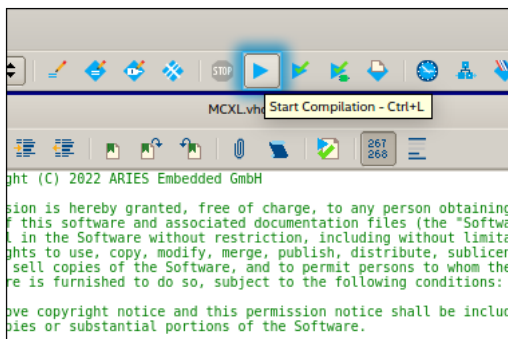 STOP
MCXL.vhd
Start Compilation - Ctrl+L
267
268
ght (C) 2022 ARIES Embedded GmbH
sion is hereby granted, free of charge, to any person obtaining
f this software and associated documentation files (the "Softwa
l in the Software without restriction, including without limita
ghts to use, copy, modify, merge, publish, distribute, sublicen
sell copies of the Software, and to permit persons to whom the
re is furnished to do so, subject to the following conditions:
ove copyright notice and this permission notice shall be includ
pies or substantial portions of the Software.